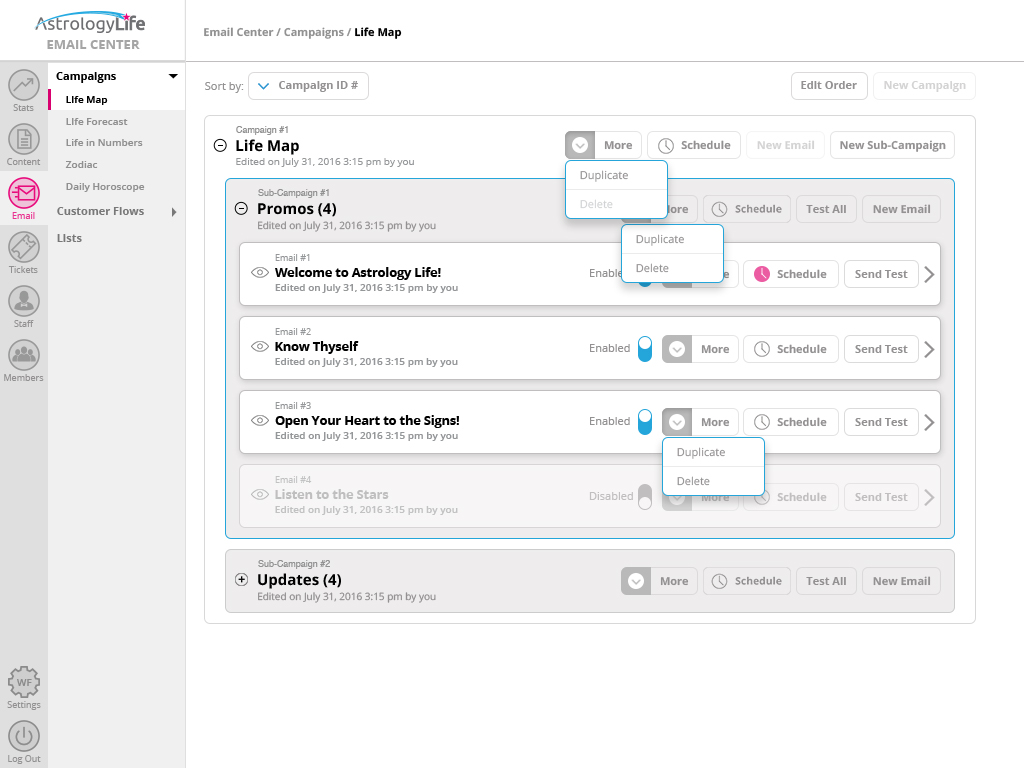 AstrologyLife
EMAIL CENTER
Email Center / Campaigns / Life Map
Stats
Content
Email
Tickets
Staff
Members
WF
Settings
Log Out
Campaigns
Life Map
Life Forecast
Life in Numbers
Zodiac
Daily Horoscope
Customer Flows
Lists
Sort by: Campaign ID #
Edit Order
New Campaign
Campaign #1
Life Map
Edited on July 31, 2016 3:15 pm by you
More
Schedule
New Email
New Sub-Campaign
Duplicate
Delete
Sub-Campaign #1
Promos (4)
Edited on July 31, 2016 3:15 pm by you
ore
Schedule
Test All
New Email
Duplicate
Delete
Email #1
Welcome to Astrology Life!
Edited on July 31, 2016 3:15 pm by you
Enable
e
Schedule
Send Test
Email #2
Know Thyself
Edited on July 31, 2016 3:15 pm by you
Enabled
More
Schedule
Send Test
Email #3
Open Your Heart to the Signs!
Edited on July 31, 2016 3:15 pm by you
Enabled
More
Schedule
Send Test
Duplicate
Delete
Email #4
Listen to the Stars
Edited on July 31, 2016 3:15 pm by you
Disabled
More
Schedule
Send Test
Sub-Campaign #2
Updates (4)
Edited on July 31, 2016 3:15 pm by you
More
Schedule
Test All
New Email